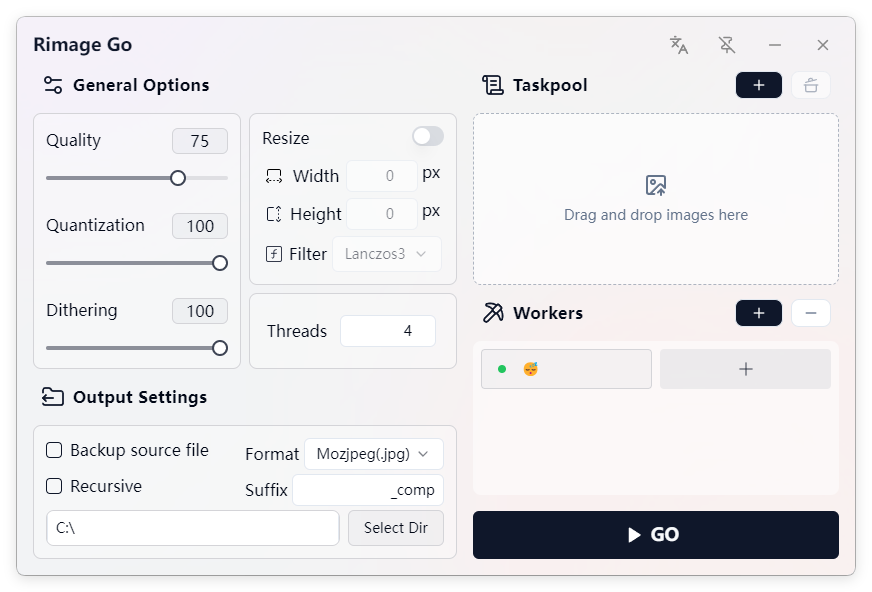 Rimage Go
General Options
Quality 75
Quantization 100
Dithering 100
Resize
Width 0 px
Height 0 px
Filter Lanczos3
Threads 4
Output Settings
Backup source file
Format Mozjpeg(.jpg)
Recursive
Suffix _comp
C:\ Select Dir
Taskpool
Drag and drop images here
Workers
GO